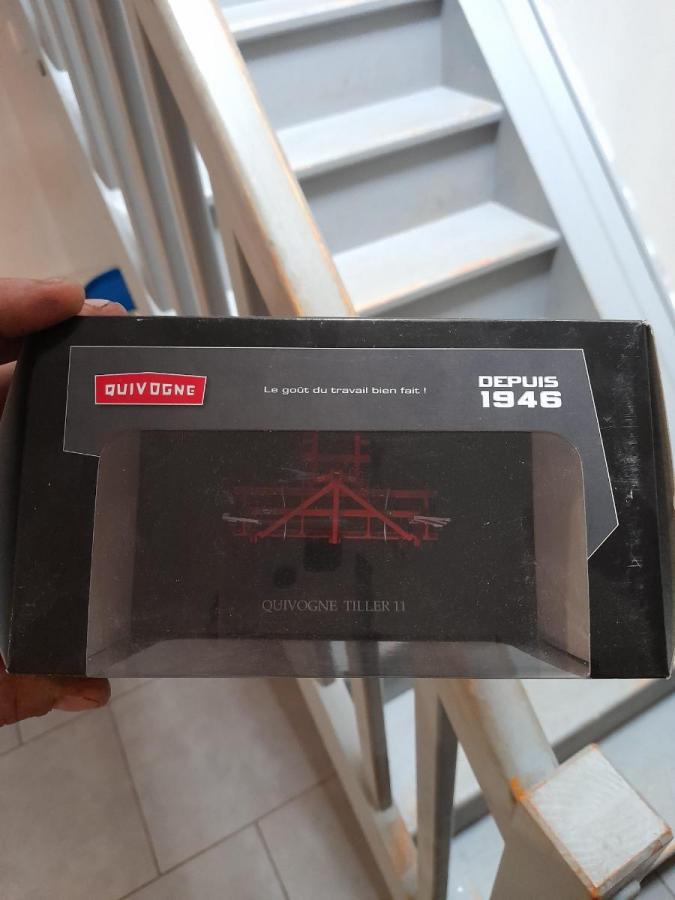 QUIVOGNE
Le goût du travail bien fait !
DEPUIS
1946
QUIVOGNE TILLER 11